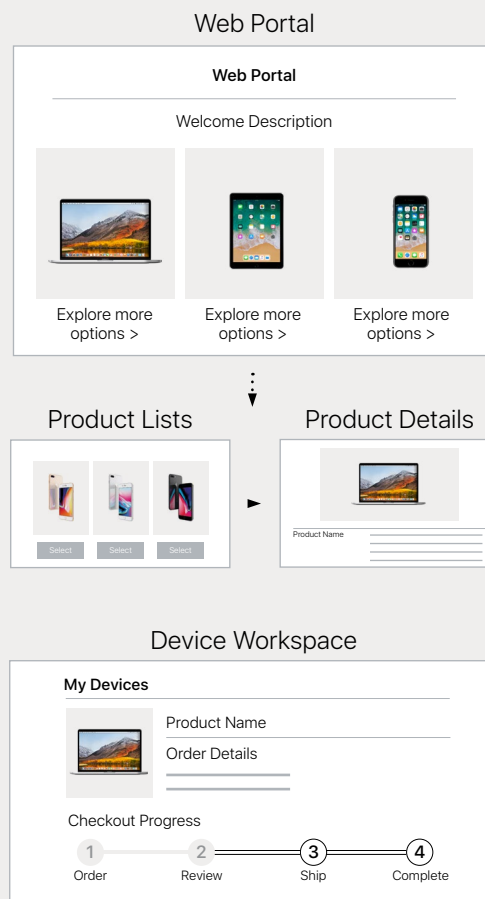 Web Portal
Web Portal
Welcome Description
Explore more
options >
Explore more
options >
Explore more
options >
Product Lists
Select
Select
Select
Product Details
Product Name
Device Workspace
My Devices
Product Name
Order Details
Checkout Progress
1
2
3
4
Order
Review
Ship
Complete